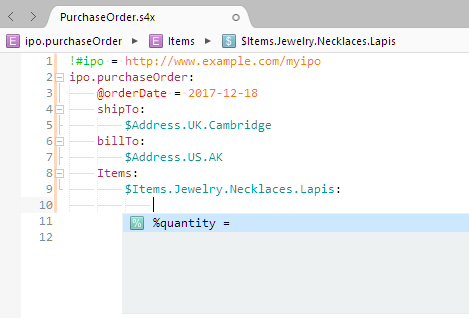 PurchaseOrder.s4x
E ipo.purchaseOrder E Items $ SItems.Jewelry.Necklaces.Lapis
1 !#ipo = http://www.example.com/myipo
2 ipo.purchaseOrder:
3 @orderDate = 2017-12-18
4 shipTo:
5 $Address.UK.Cambridge
6 billTo:
7 $Address.US.AK
8 Items:
9 $Items.Jewelry.Necklaces.Lapis:
10
11 % %quantity =
12